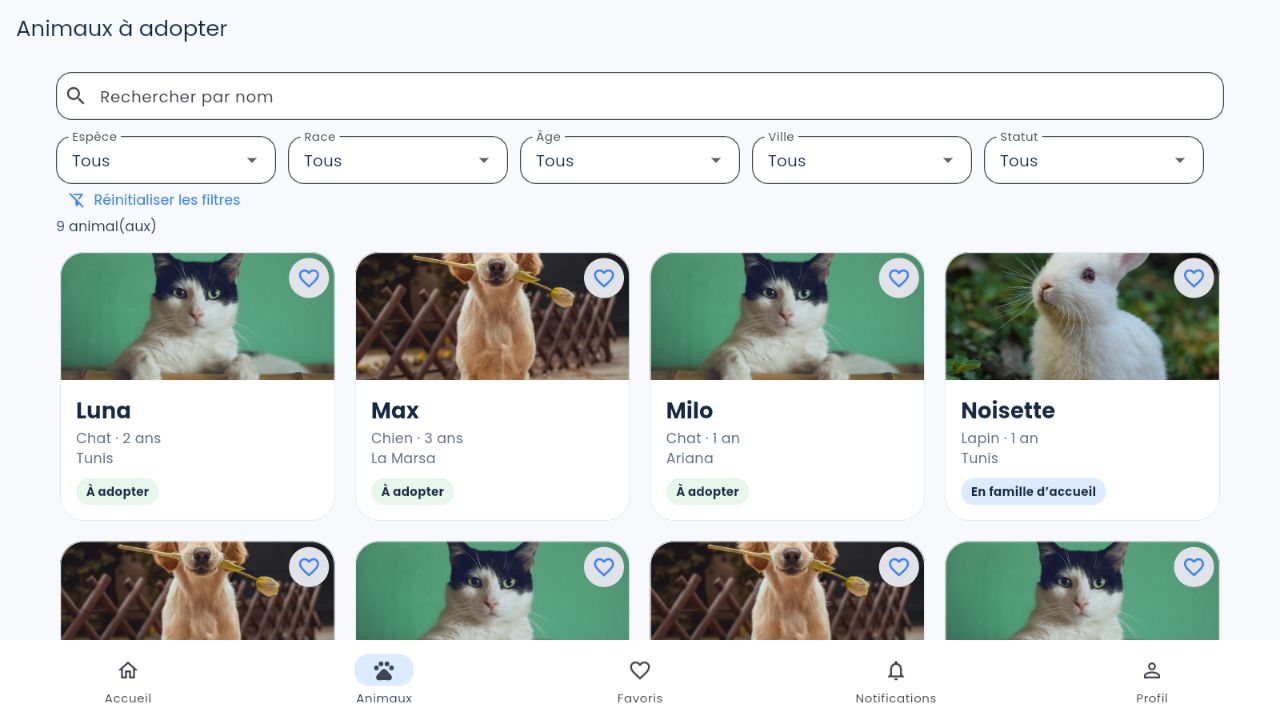 Animaux à adopter
Rechercher par nom
Espèce Race Âge Ville Statut
Tous Tous Tous Tous Tous
Réinitialiser les filtres
9 animal(aux)
Luna Max Milo Noisette
Chat · 2 ans Chien · 3 ans Chat · 1 an Lapin · 1 an
Tunis La Marsa Ariana Tunis
À adopter À adopter À adopter En famille d’accueil
Accueil Animaux Favoris Notifications Profil